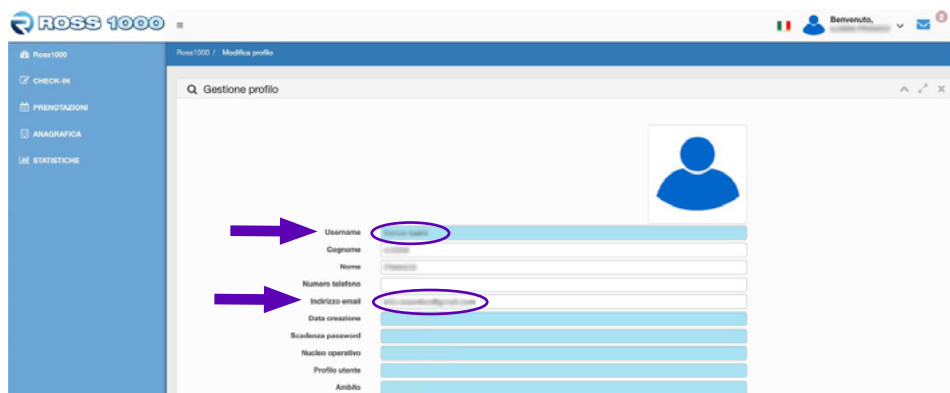 ROSS 1000
Benvenuto,
2
Ross1000
Ross1000 / Modifica profilo
CHECK-IN
Gestione profilo
PRENOTAZIONI
ANAGRAFICA
STATISTICHE
Username
Cognome
Nome
Numero telefono
Indirizzo email
Data creazione
Scadenza password
Nucleo operativo
Profilo utente
Ambito